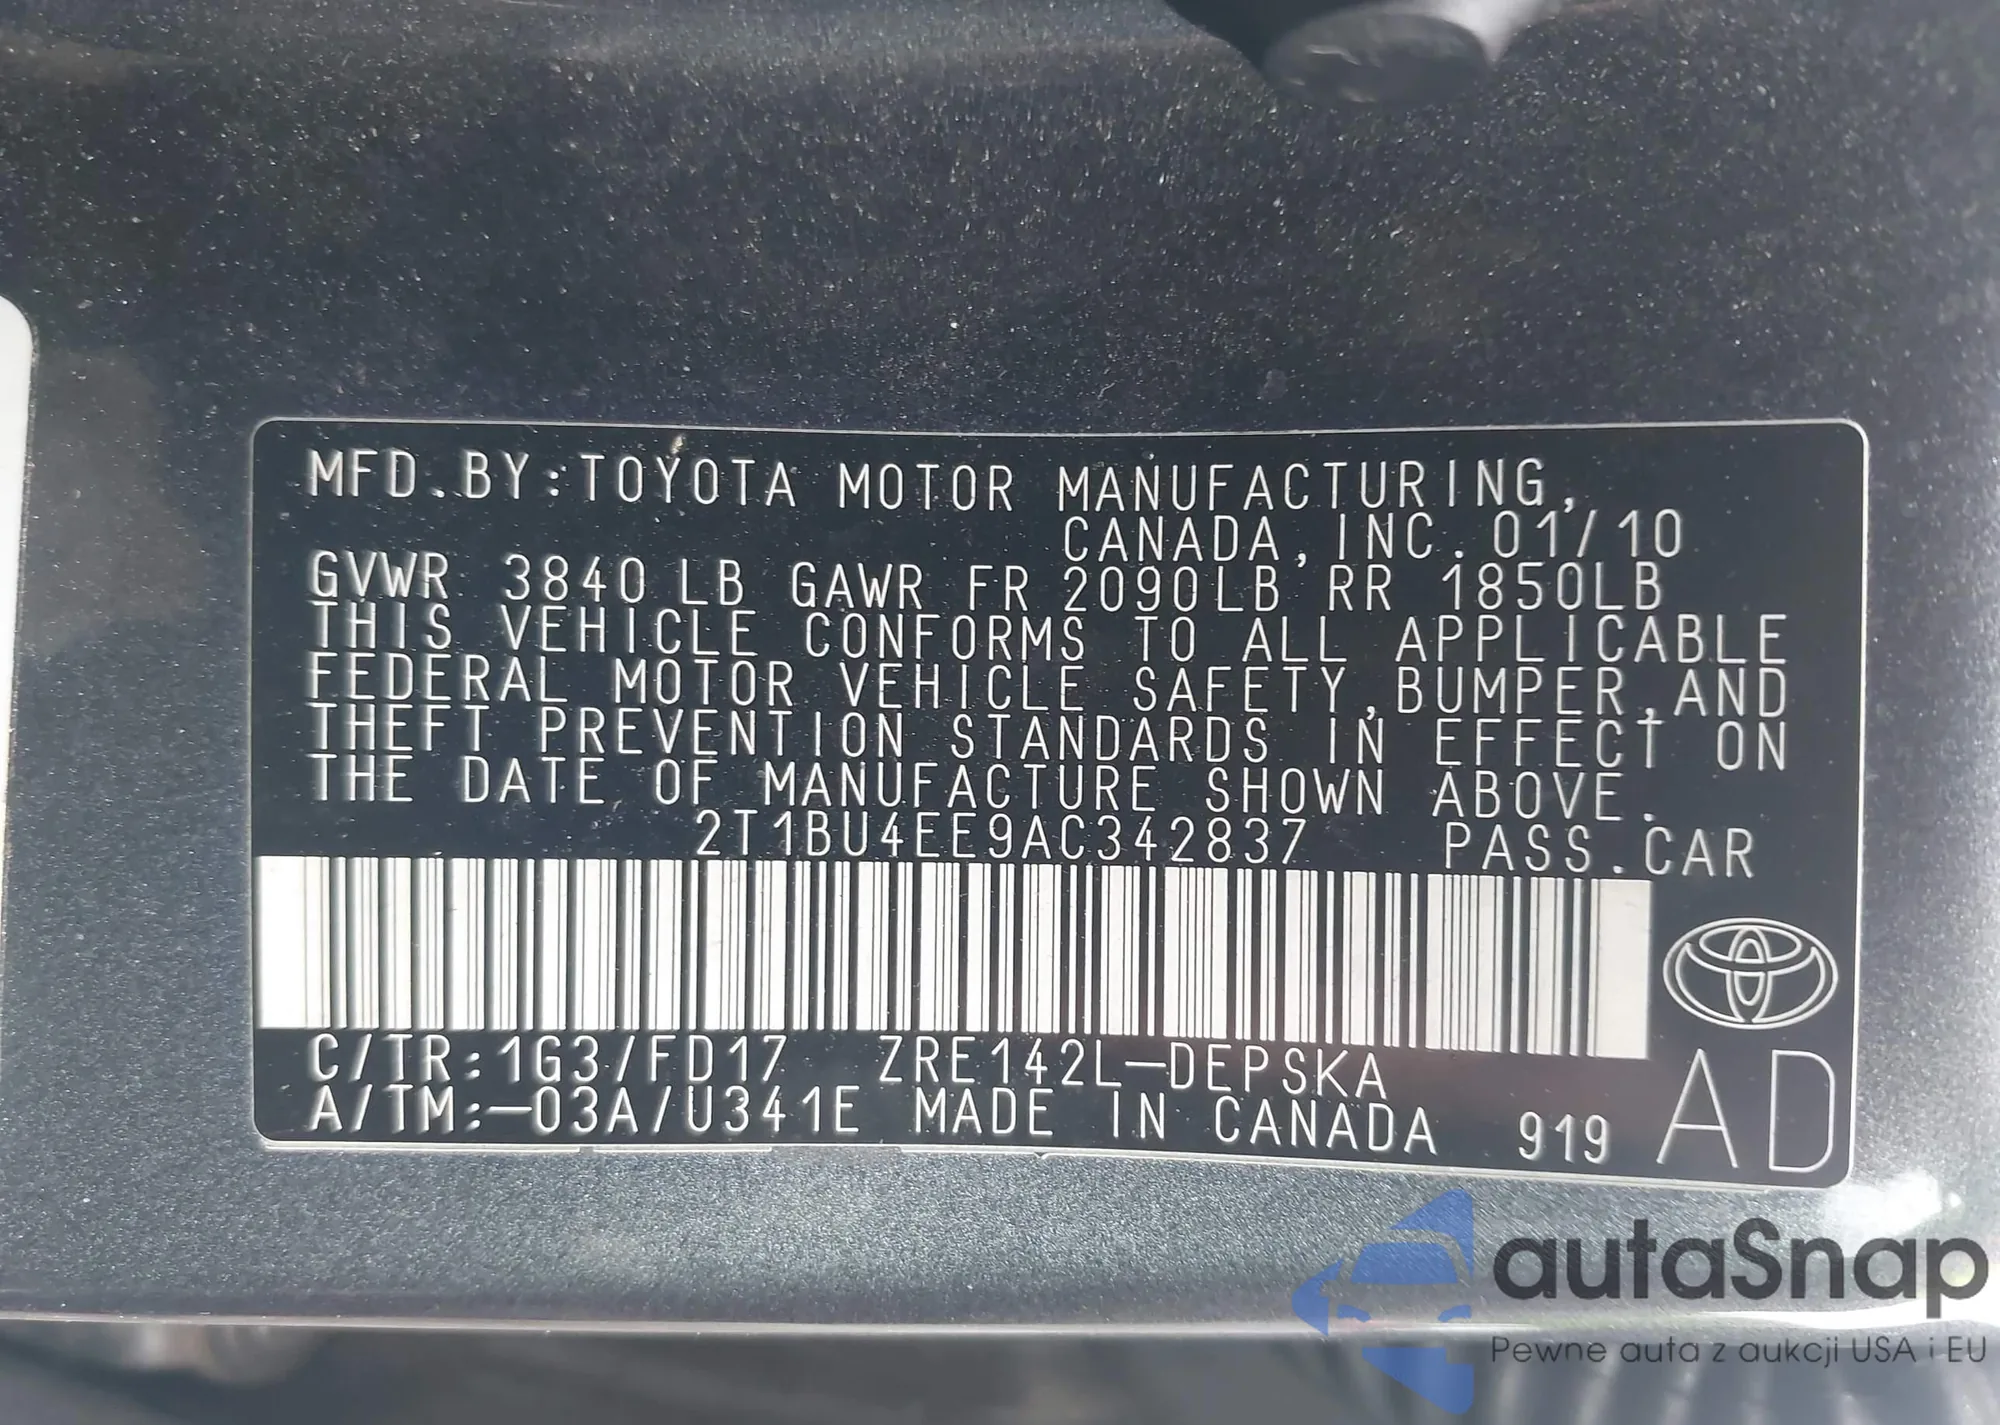 MFD.BY:TOYOTA MOTOR MANUFACTURING,
CANADA,INC. 01/10
GVWR 3840LB GAWR FR 2090LB RR 1850LB
THIS VEHICLE CONFORMS TO ALL APPLICABLE
FEDERAL MOTOR VEHICLE SAFETY,BUMPER,AND
THEFT PREVENTION STANDARDS IN EFFECT ON
THE DATE OF MANUFACTURE SHOWN ABOVE.
2T1BU4EE9AC342837 PASS.CAR
C/TR:1G3/FD17 ZRE142L-DEPSKA
A/TM:-03A/U341E MADE IN CANADA 919 AD
autaSnap
Pewne auta z aukcji USA i EU